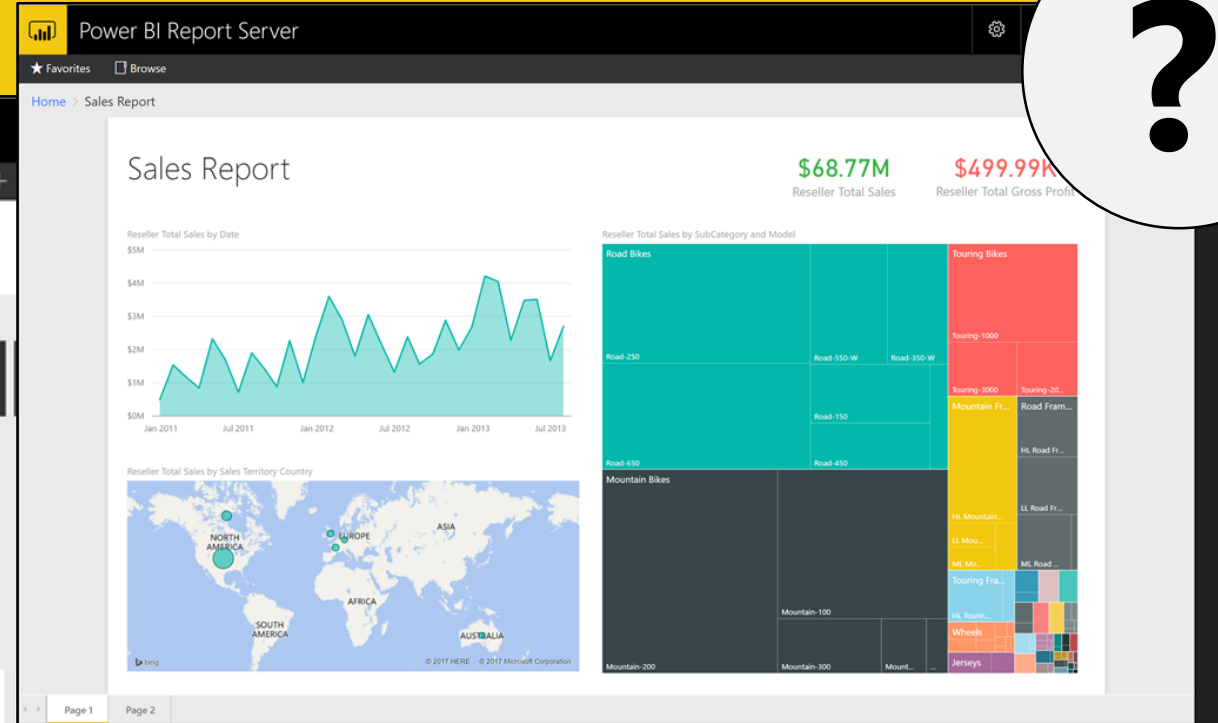 Power BI Report Server
?
Favorites Browse
Home > Sales Report
Sales Report
$68.77M
Reseller Total Sales
$499.99K
Reseller Total Gross Profit
Reseller Total Sales by Date
$5M
$4M
$3M
$2M
$1M
$0M
Jan 2011 Jul 2011 Jan 2012 Jul 2012 Jan 2013 Jul 2013
Reseller Total Sales by SubCategory and Model
Road Bikes
Road-250
Road-550-W
Road-350-W
Road-150
Road-650
Road-450
Mountain Bikes
Mountain-100
Mountain-200
Mountain-300
Mount...
...
Touring Bikes
Touring-1000
Touring-3000
Touring-20...
Mountain Fr...
HL Mountain...
LL Mou...
ML Mo...
Road Fram...
HL Road Fr...
LL Road Fr...
ML Road ...
Touring Fra...
HL Tourin...
Wheels
Jerseys
Reseller Total Sales by Sales Territory Country
NORTH
AMERICA
EUROPE
ASIA
AFRICA
SOUTH
AMERICA
AUSTRALIA
bing
© 2017 HERE © 2017 Microsoft Corporation
Page 1 Page 2